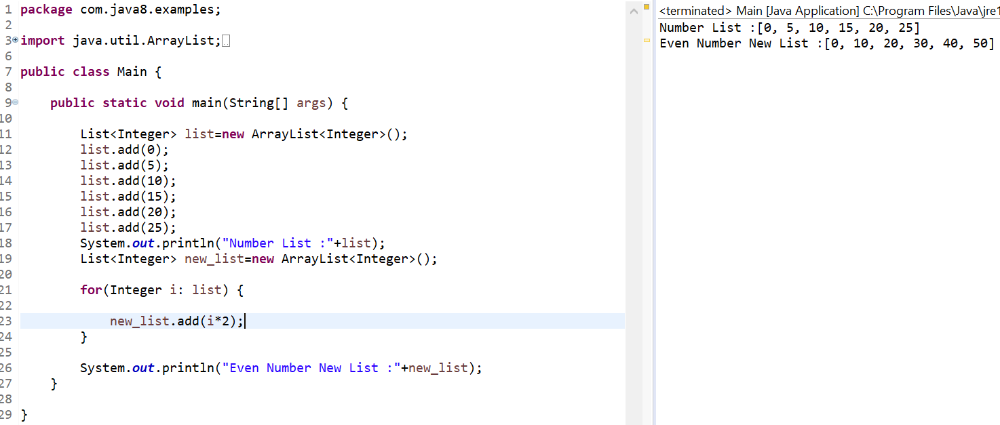 1 package com.java8.examples;
2
3 import java.util.ArrayList;
6
7 public class Main {
8
9     public static void main(String[] args) {
10
11         List<Integer> list=new ArrayList<Integer>();
12         list.add(0);
13         list.add(5);
14         list.add(10);
15         list.add(15);
16         list.add(20);
17         list.add(25);
18         System.out.println("Number List :"+list);
19         List<Integer> new_list=new ArrayList<Integer>();
20
21         for(Integer i: list) {
22
23             new_list.add(i*2);
24         }
25
26         System.out.println("Even Number New List :"+new_list);
27     }
28
29 }
<terminated> Main [Java Application] C:\Program Files\Java\jre1
Number List :[0, 5, 10, 15, 20, 25]
Even Number New List :[0, 10, 20, 30, 40, 50]